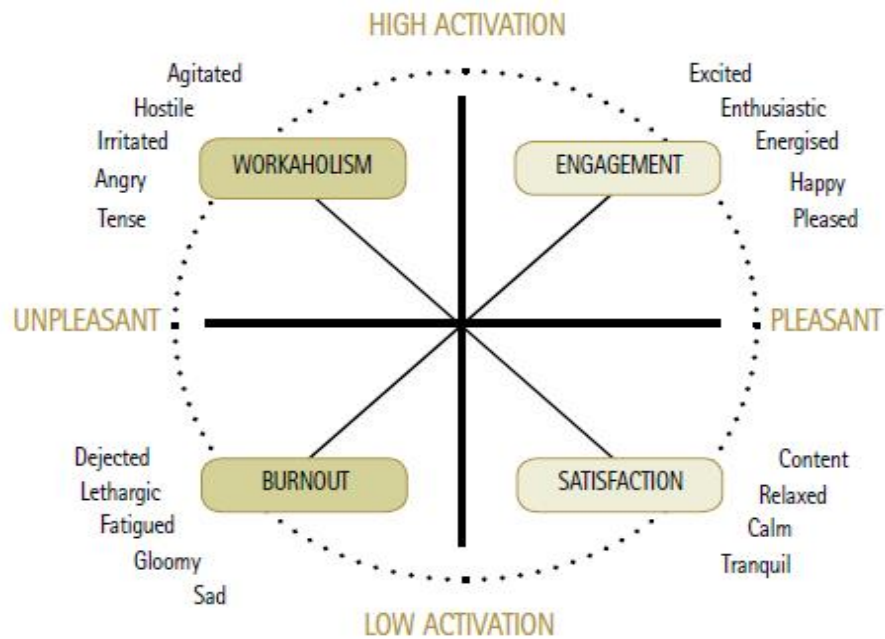 HIGH ACTIVATION
Agitated
Hostile
Irritated
Angry
Tense
WORKAHOLISM
Excited
Enthusiastic
Energised
Happy
Pleased
ENGAGEMENT
UNPLEASANT
PLEASANT
Dejected
Lethargic
Fatigued
Gloomy
Sad
BURNOUT
Content
Relaxed
Calm
Tranquil
SATISFACTION
LOW ACTIVATION